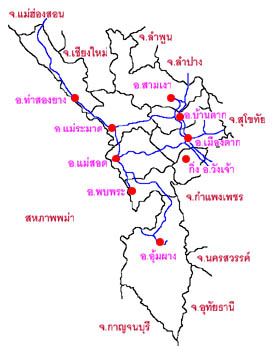 จ.แม่ฮ่องสอน
จ.ลำพูน
จ.เชียงใหม่
จ.ลำปาง
อ.สามเงา
อ.ท่าสองยาง
อ.บ้านตาก
จ.สุโขทัย
อ.แม่ระมาด
อ.เมืองตาก
อ.แม่สอด
กิ่ง อ.วังเจ้า
อ.พบพระ
จ.กำแพงเพชร
สหภาพพม่า
อ.อุ้มผาง
จ.นครสวรรค์
จ.อุทัยธานี
จ.กาญจนบุรี